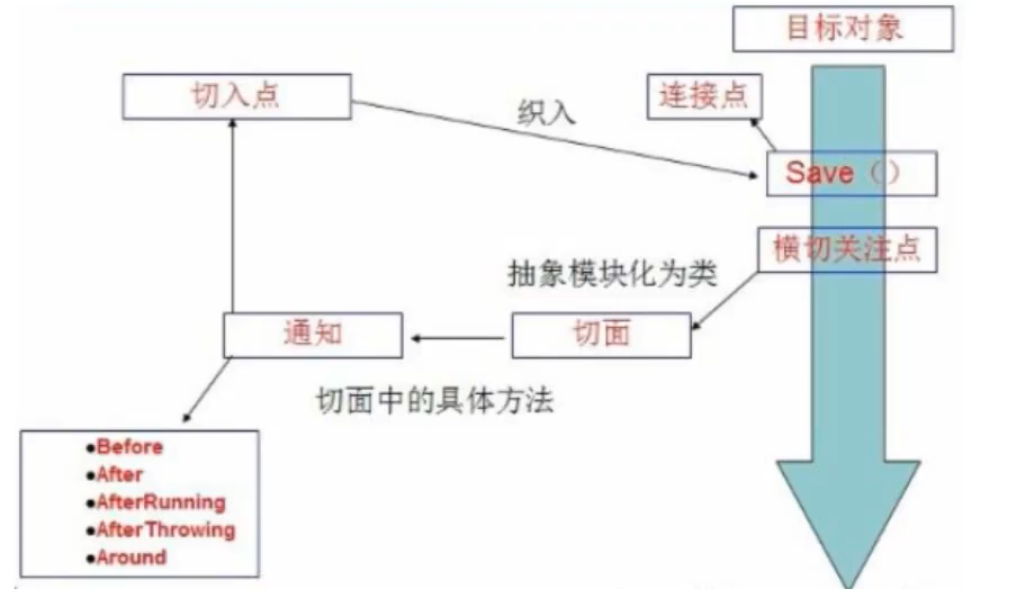 目标对象
切入点
连接点
织入
Save（）
横切关注点
抽象模块化为类
通知
切面
切面中的具体方法
●Before
●After
●AfterRunning
●AfterThrowing
●Around